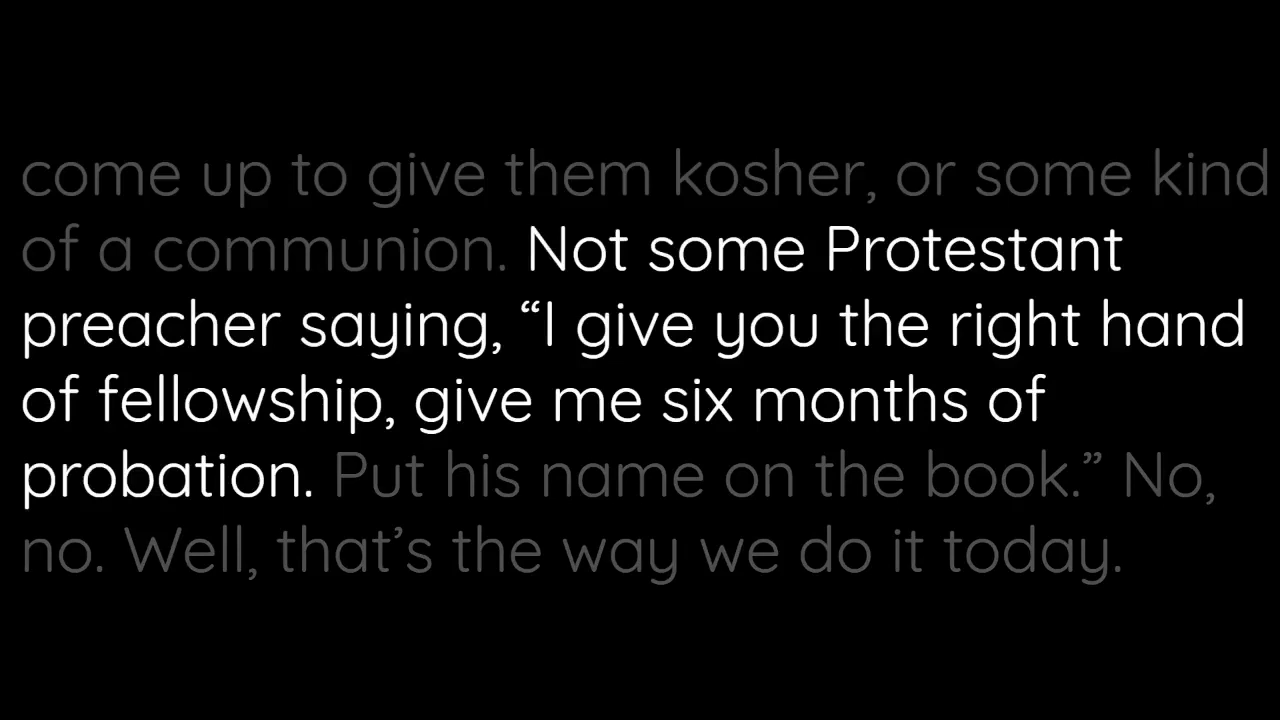 come up to give them kosher, or some kind
of a communion. Not some Protestant
preacher saying, “I give you the right hand
of fellowship, give me six months of
probation. Put his name on the book.” No,
no. Well, that’s the way we do it today.